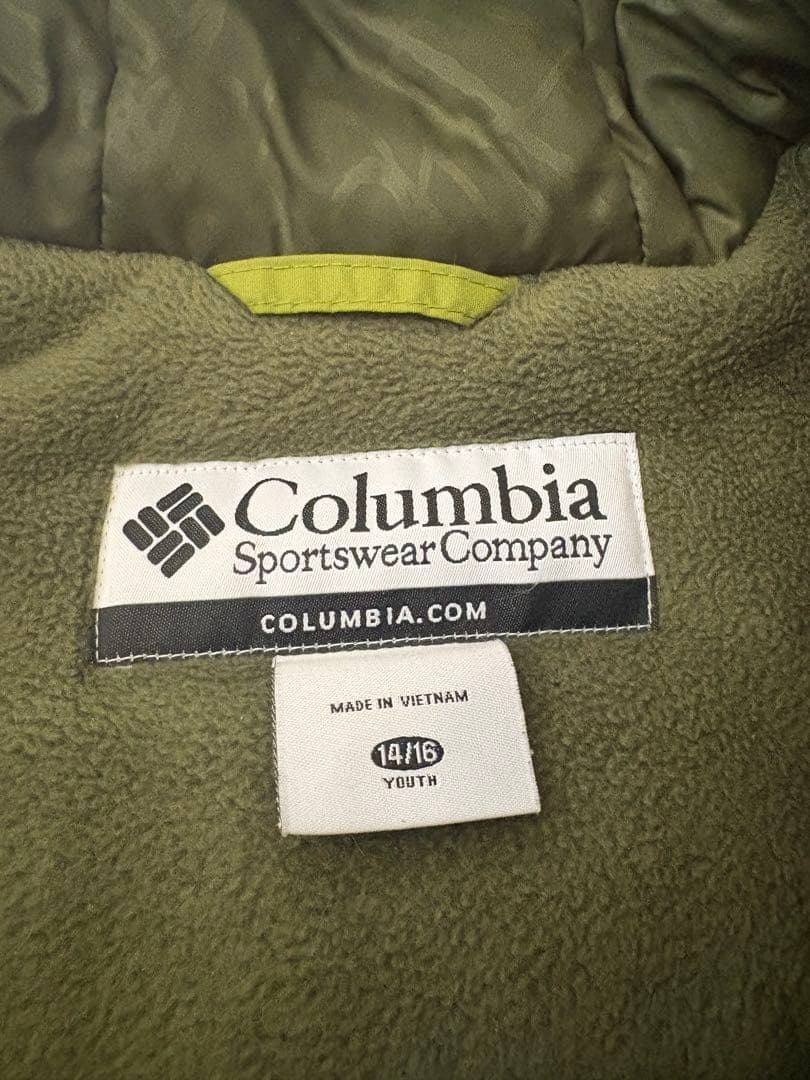 Columbia
Sportswear Company
COLUMBIA.COM
MADE IN VIETNAM
14/16
YOUTH